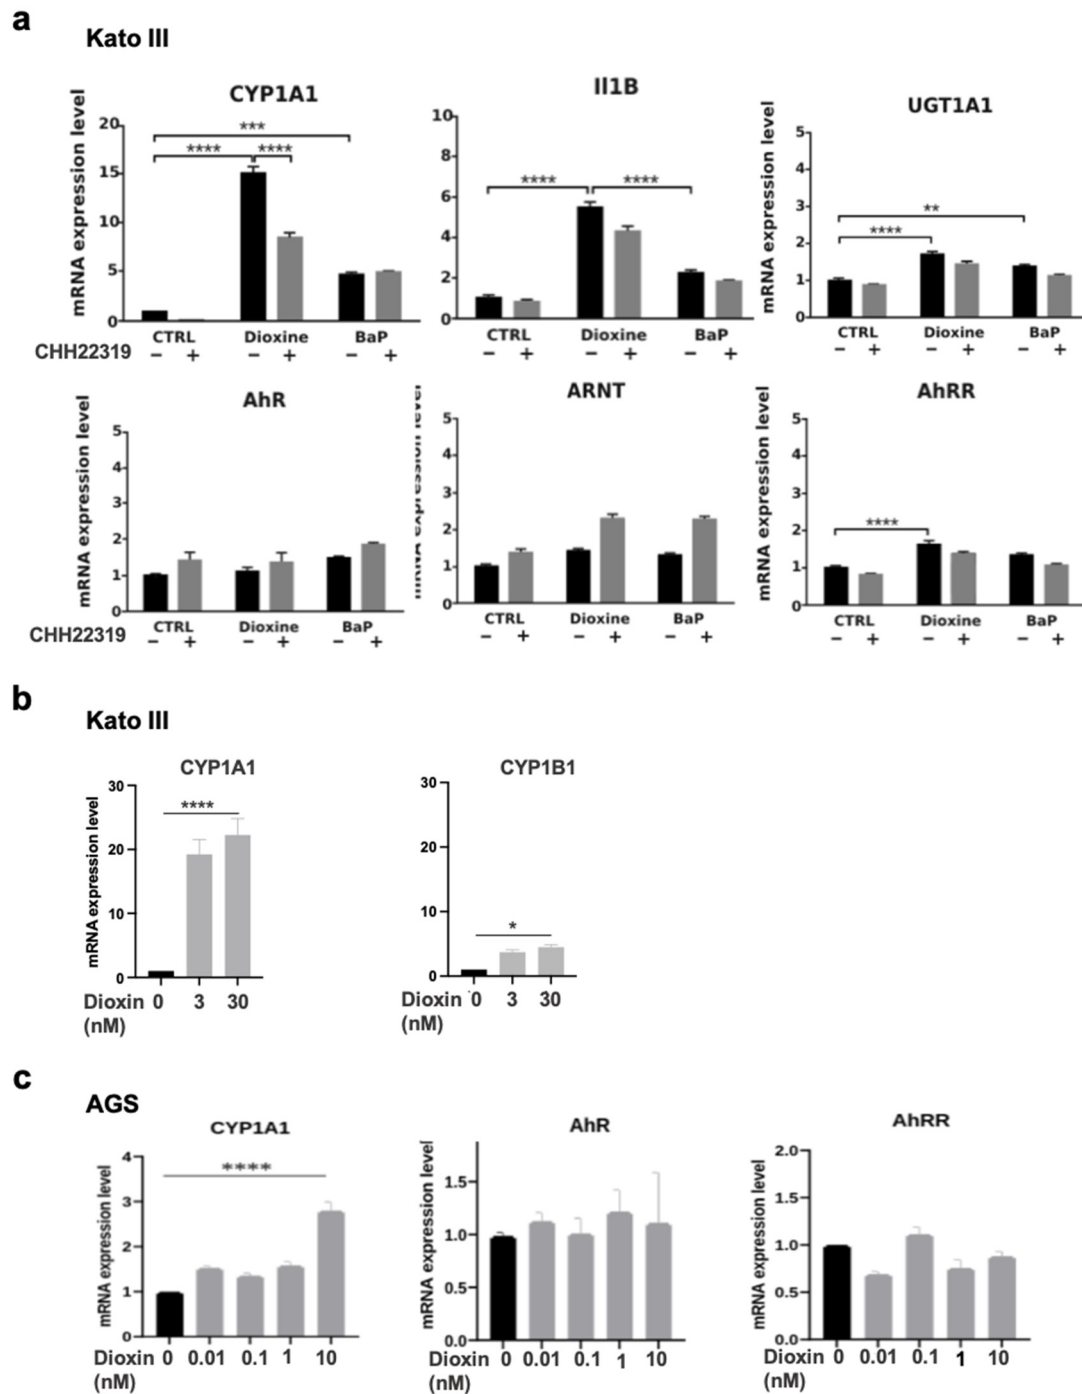 a
Kato III
CYP1A1
Il1B
UGT1A1
mRNA expression level
20
15
10
5
0
***
**** ****
CTRL Dioxine BaP
CHH22319 – + – + – +
mRNA expression level
10
8
6
4
2
0
**** ****
CTRL Dioxine BaP
– + – + – +
mRNA expression level
5
4
3
2
1
0
**
****
CTRL Dioxine BaP
– + – + – +
AhR
ARNT
AhRR
mRNA expression level
5
4
3
2
1
0
CTRL Dioxine BaP
CHH22319 – + – + – +
expression level
5
4
3
2
1
0
CTRL Dioxine BaP
– + – + – +
mRNA expression level
5
4
3
2
1
0
****
CTRL Dioxine BaP
– + – + – +
b
Kato III
CYP1A1
mRNA expression level
30
20
10
0
****
Dioxin 0 3 30
(nM)
CYP1B1
30
20
10
0
*
Dioxin 0 3 30
(nM)
c
AGS
CYP1A1
mRNA expression level
4
3
2
1
0
****
Dioxin 0 0.01 0.1 1 10
(nM)
AhR
mRNA expression level
1.5
1.0
0.5
0.0
Dioxin 0 0.01 0.1 1 10
(nM)
AhRR
mRNA expression level
2.0
1.5
1.0
0.5
0.0
Dioxin 0 0.01 0.1 1 10
(nM)